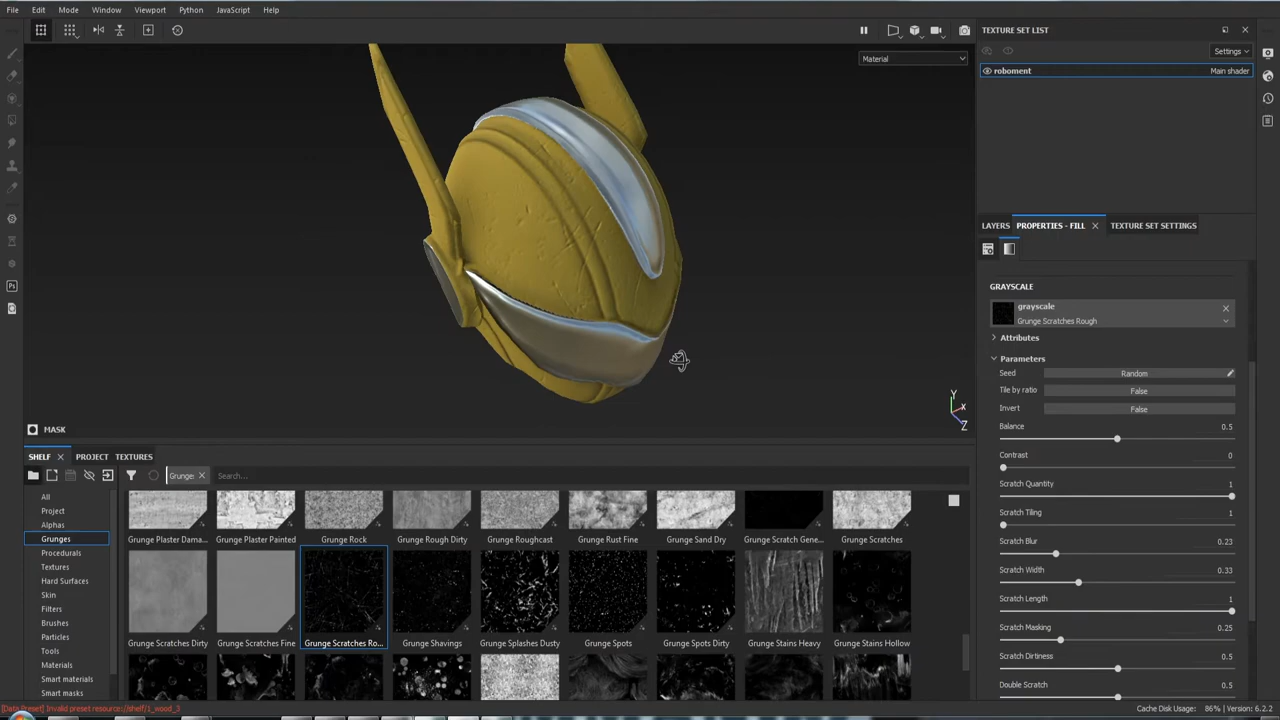 File Edit Mode Window Viewport Python JavaScript Help
TEXTURE SET LIST
Settings
roboment Main shader
Material
LAYERS PROPERTIES - FILL TEXTURE SET SETTINGS
GRAYSCALE
grayscale
Grunge Scratches Rough
Attributes
Parameters
Seed Random
Tile by ratio False
Invert False
Balance 0.5
Contrast 0
Scratch Quantity 1
Scratch Tiling 1
Scratch Blur 0.23
Scratch Width 0.33
Scratch Length 1
Scratch Masking 0.25
Scratch Dirtiness 0.5
Double Scratch 0.5
Y
X
Z
MASK
SHELF PROJECT TEXTURES
Grunge Search...
All
Project
Alphas
Grunges
Procedurals
Textures
Hard Surfaces
Skin
Filters
Brushes
Particles
Tools
Materials
Smart materials
Smart masks
Grunge Plaster Dama... Grunge Plaster Painted Grunge Rock Grunge Rough Dirty Grunge Roughcast Grunge Rust Fine Grunge Sand Dry Grunge Scratch Gene... Grunge Scratches
Grunge Scratches Dirty Grunge Scratches Fine Grunge Scratches Ro... Grunge Shavings Grunge Splashes Dusty Grunge Spots Grunge Spots Dirty Grunge Stains Heavy Grunge Stains Hollow
Ps
[Data Preset] Invalid preset resource://shelf/1_wood_3
Cache Disk Usage: 86% | Version: 6.2.2